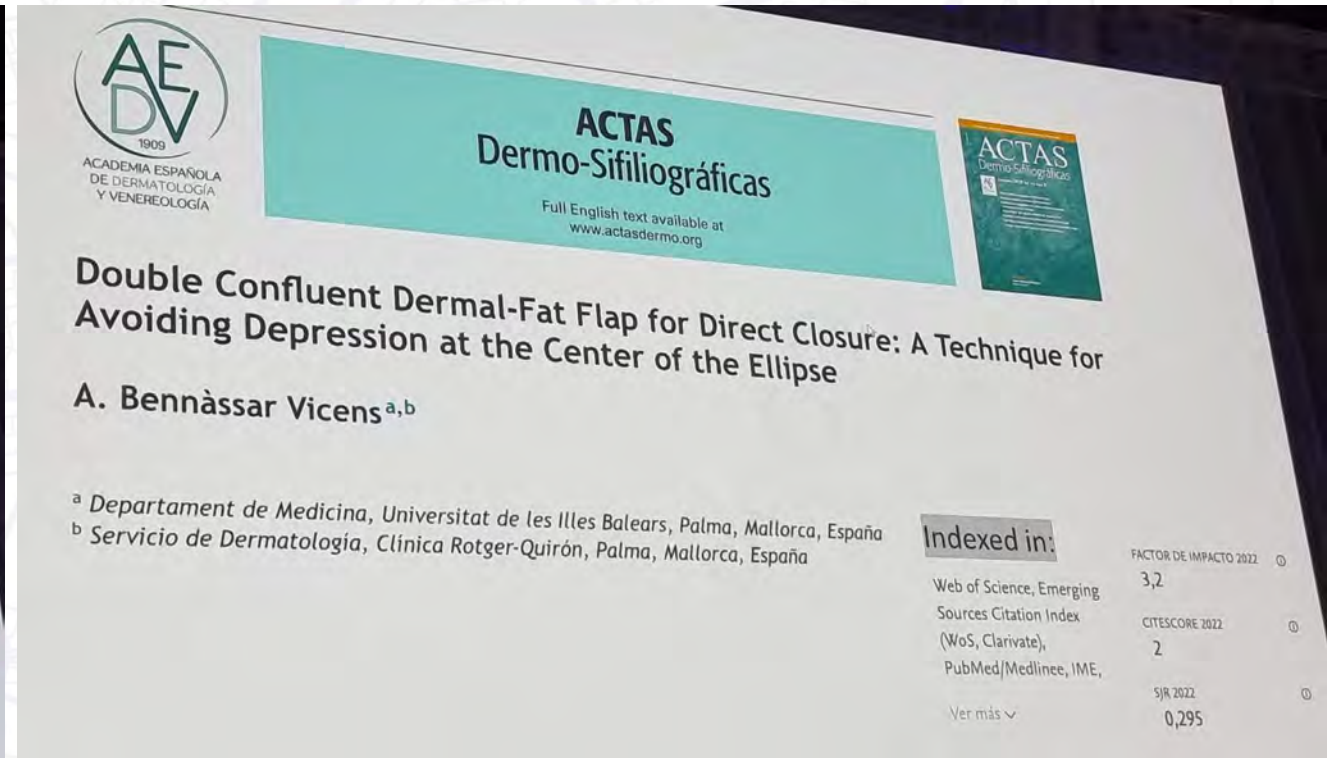 AEDV
1909
ACADEMIA ESPAÑOLA
DE DERMATOLOGÍA
Y VENEREOLOGÍA
ACTAS
Dermo-Sifiliográficas
Full English text available at
www.actasdermo.org
ACTAS
Dermo-Sifiliográficas
Double Confluent Dermal-Fat Flap for Direct Closure: A Technique for
Avoiding Depression at the Center of the Ellipse
A. Bennàssar Vicens a,b
a Departament de Medicina, Universitat de les Illes Balears, Palma, Mallorca, España
b Servicio de Dermatología, Clínica Rotger-Quirón, Palma, Mallorca, España
Indexed in:
Web of Science, Emerging
Sources Citation Index
(WoS, Clarivate),
PubMed/Medlinee, IME,
Ver más
FACTOR DE IMPACTO 2022
3,2
CITESCORE 2022
2
SJR 2022
0,295